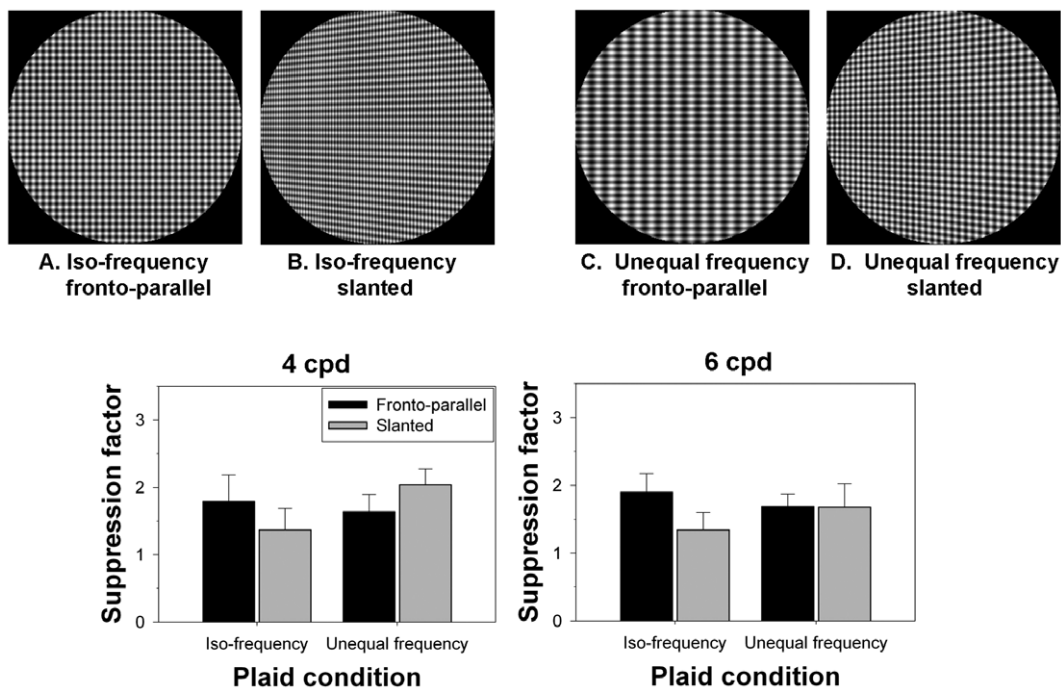 A. Iso-frequency
fronto-parallel
B. Iso-frequency
slanted
C. Unequal frequency
fronto-parallel
D. Unequal frequency
slanted
4 cpd
Suppression factor
3
2
1
0
Fronto-parallel
Slanted
Iso-frequency
Unequal frequency
Plaid condition
6 cpd
Suppression factor
3
2
1
0
Iso-frequency
Unequal frequency
Plaid condition